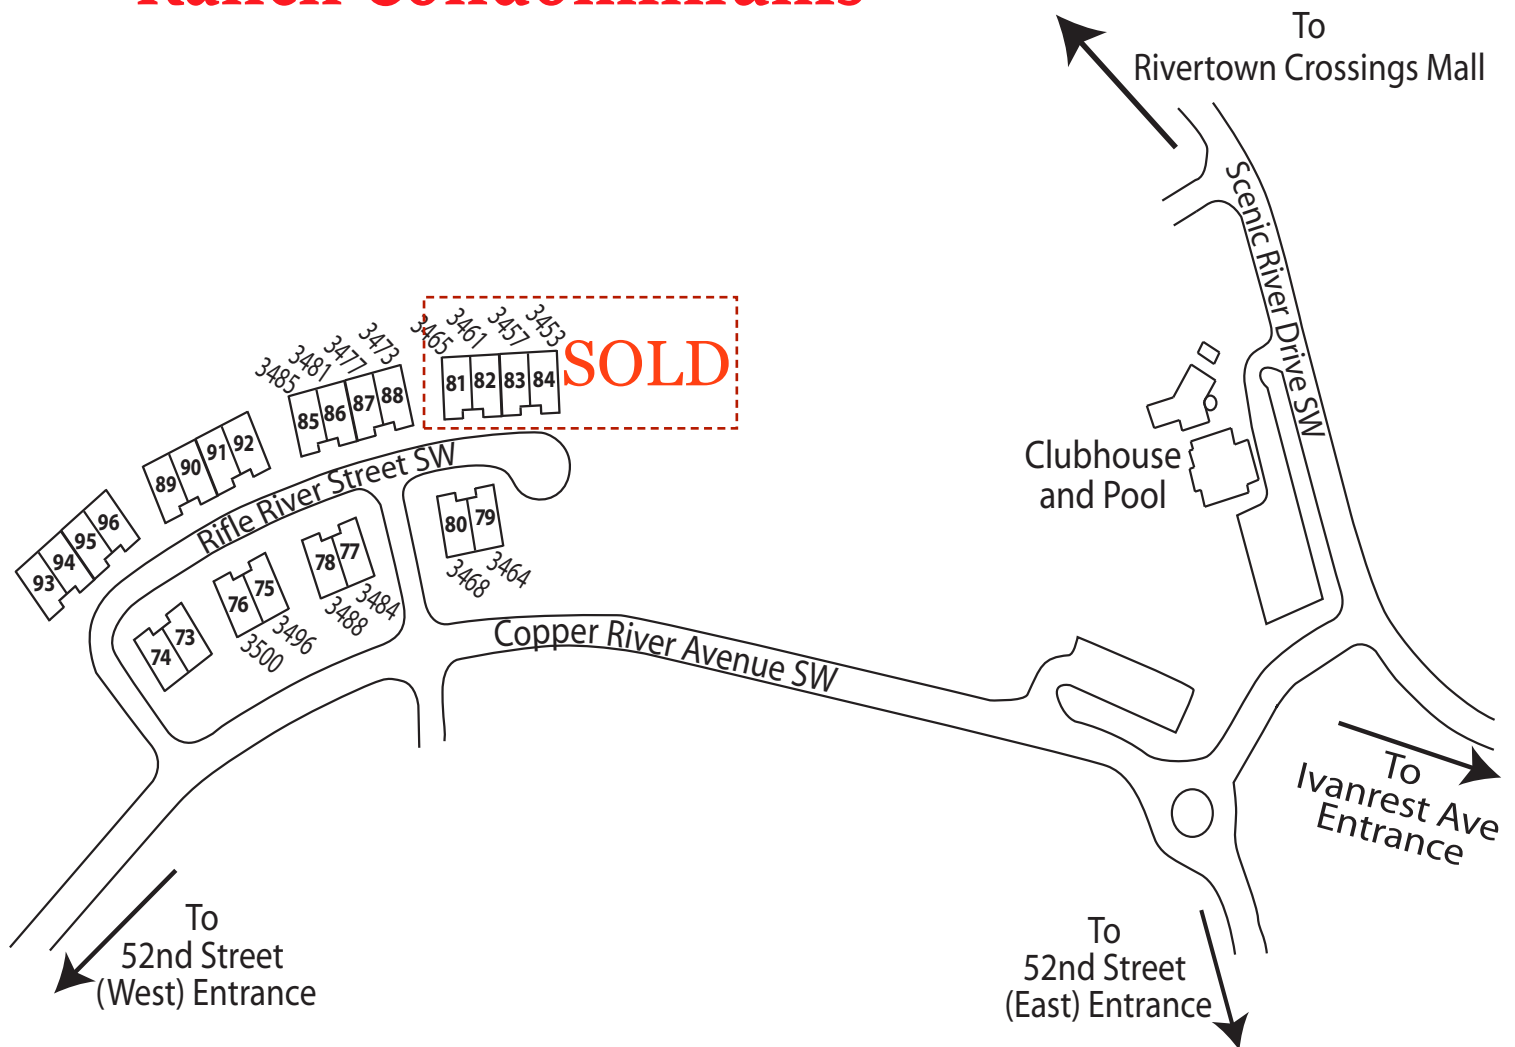 Ranch Condominiums
To
Rivertown Crossings Mall
Scenic River Drive SW
3485
3481
3477
3473
3465
3461
3457
3453
SOLD
81
82
83
84
85
86
87
88
89
90
91
92
93
94
95
96
Rifle River Street SW
Clubhouse
and Pool
80
79
3468
3464
78
77
3488
3484
76
75
3500
3496
74
73
Copper River Avenue SW
To
Ivanrest Ave
Entrance
To
52nd Street
(West) Entrance
To
52nd Street
(East) Entrance